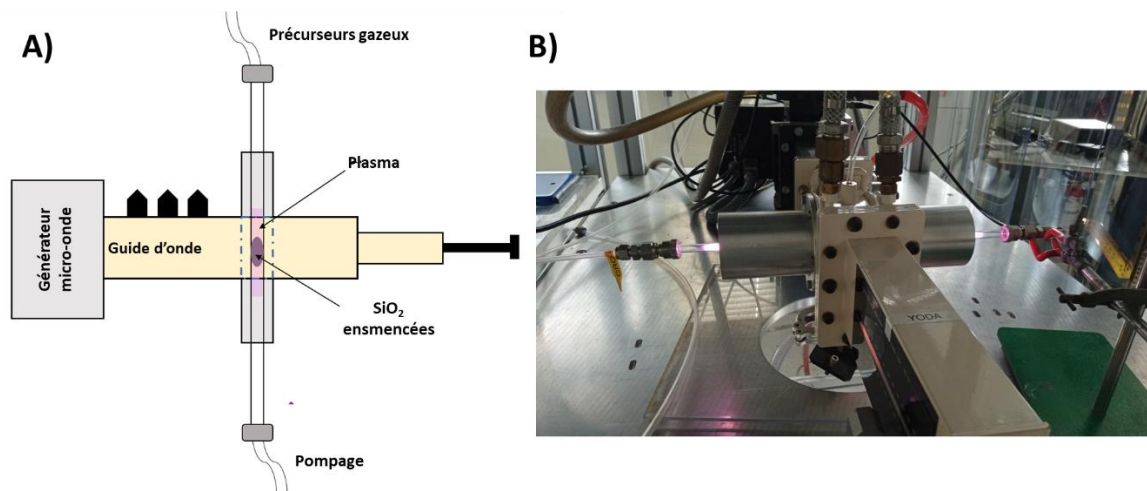 A)
Précurseurs gazeux
Plasma
Générateur
micro-onde
Guide d'onde
SiO₂
ensmencées
Pompage
B)
YODA